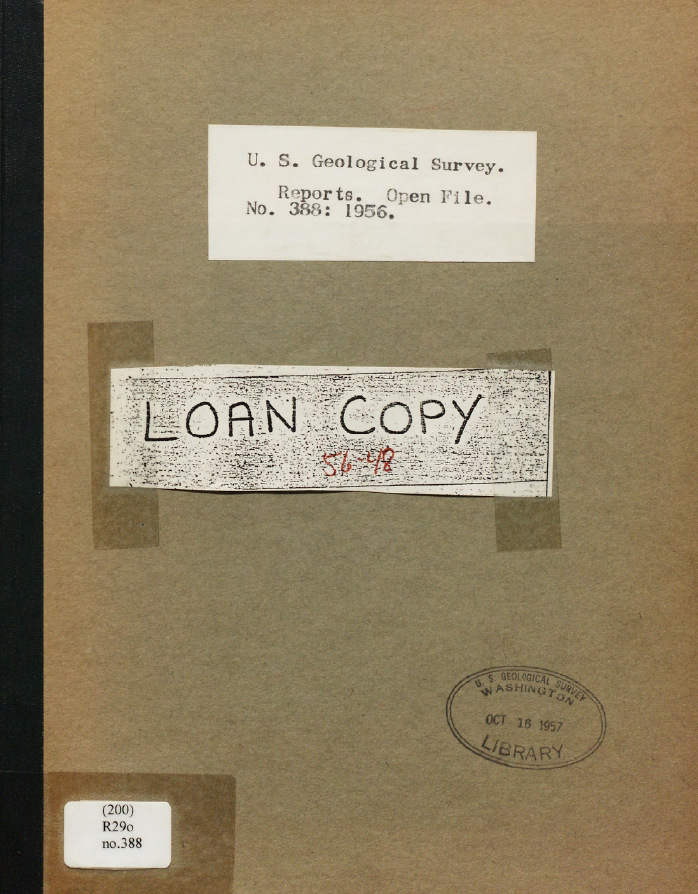 U. S. Geological Survey.
Reports. Open File.
No. 388: 1956.
LOAN COPY
56-48
U. S. GEOLOGICAL SURVEY
WASHINGTON
OCT 16 1957
LIBRARY
(200)
R29o
no.388